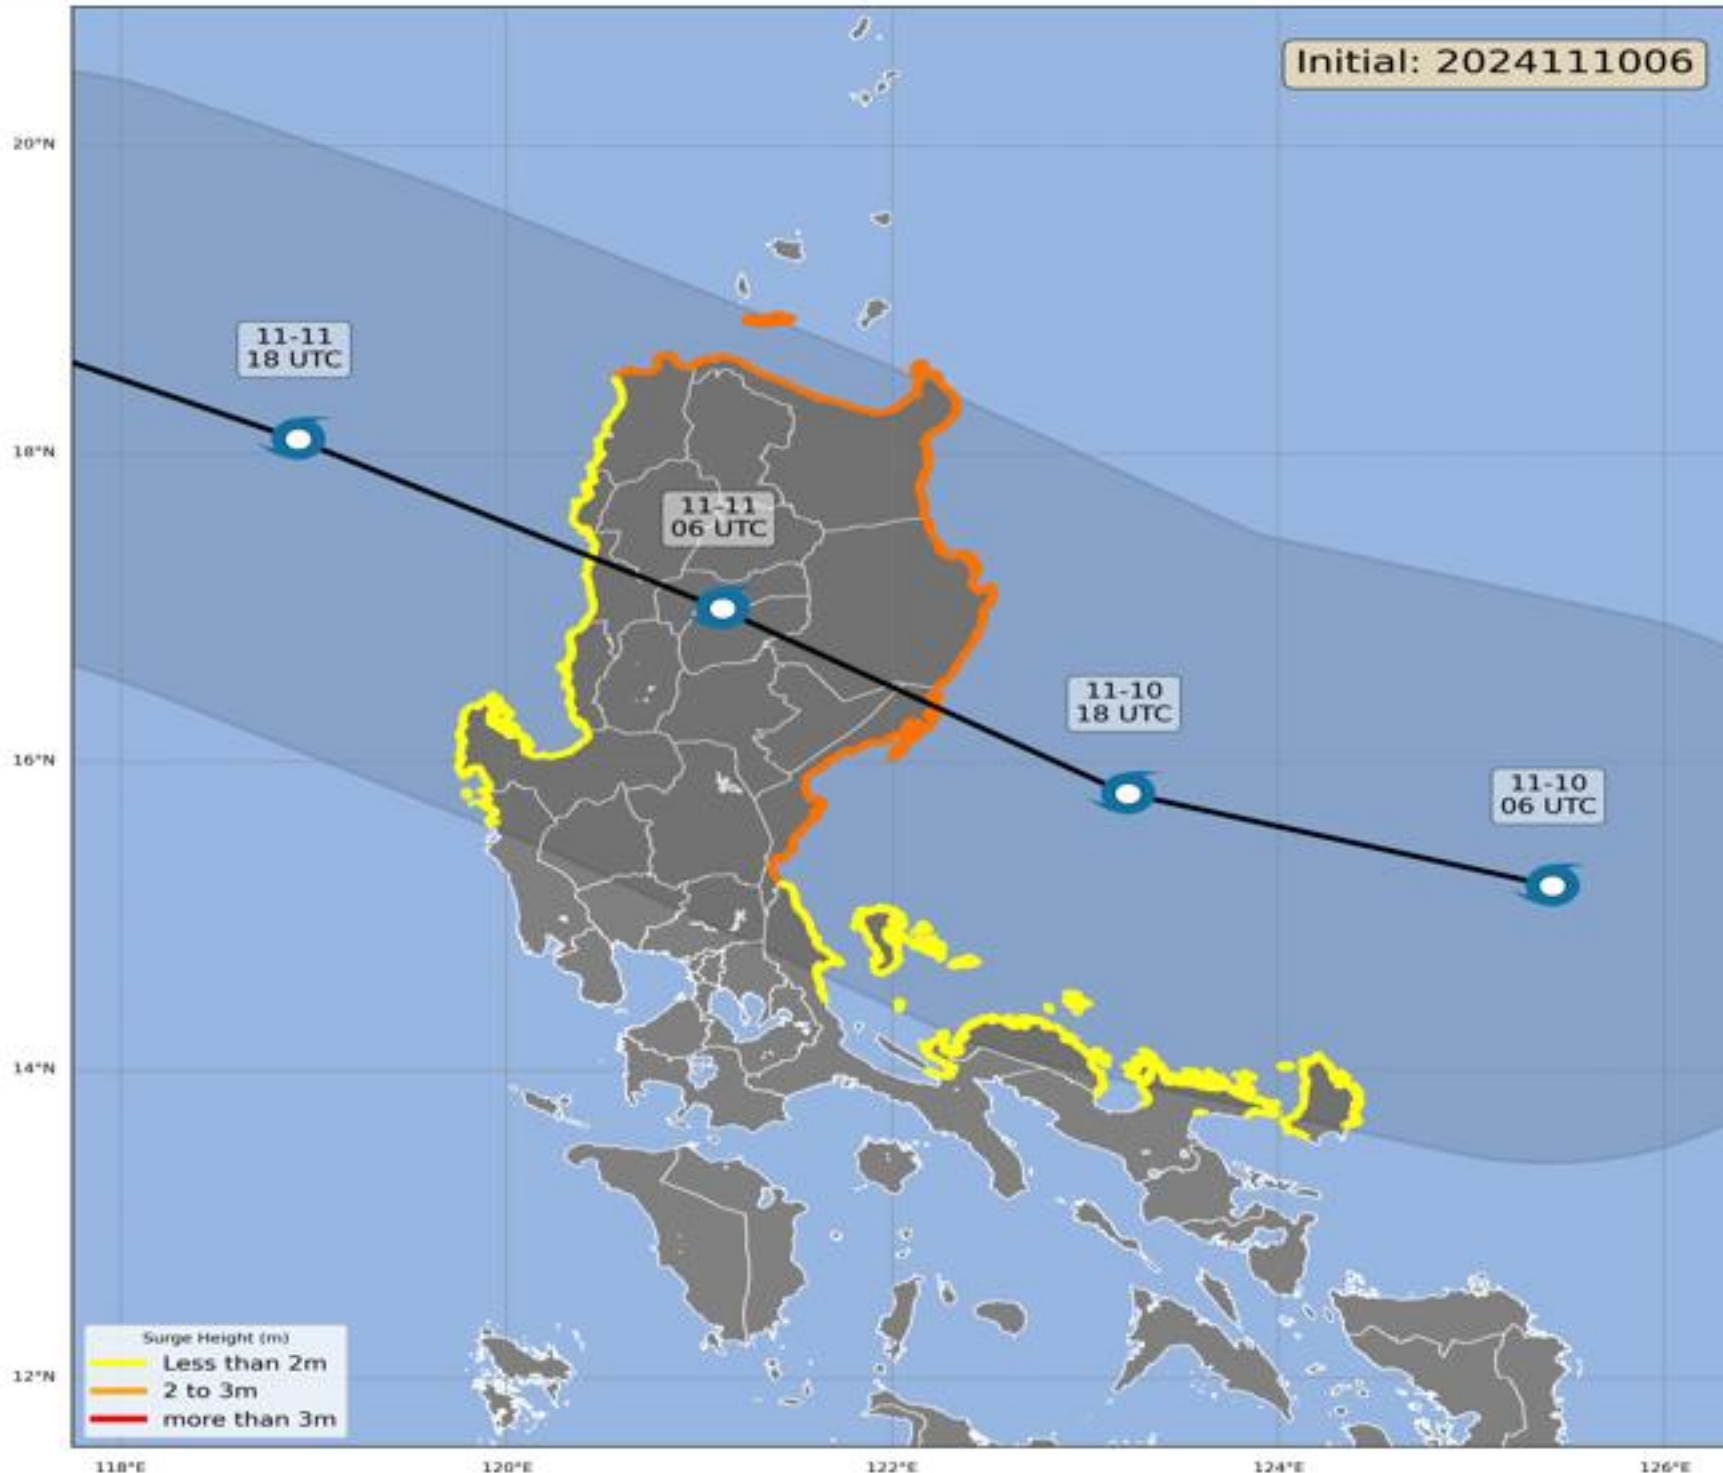 Initial: 2024111006
20°N
11-11
18 UTC
18°N
11-11
06 UTC
11-10
18 UTC
16°N
11-10
06 UTC
14°N
Surge Height (m)
Less than 2m
2 to 3m
more than 3m
12°N
118°E
120°E
122°E
124°E
126°E